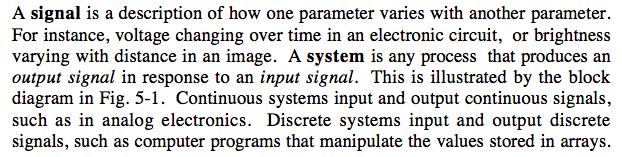 A signal is a description of how one parameter varies with another parameter.
For instance, voltage changing over time in an electronic circuit, or brightness
varying with distance in an image. A system is any process that produces an
output signal in response to an input signal. This is illustrated by the block
diagram in Fig. 5-1. Continuous systems input and output continuous signals,
such as in analog electronics. Discrete systems input and output discrete
signals, such as computer programs that manipulate the values stored in arrays.